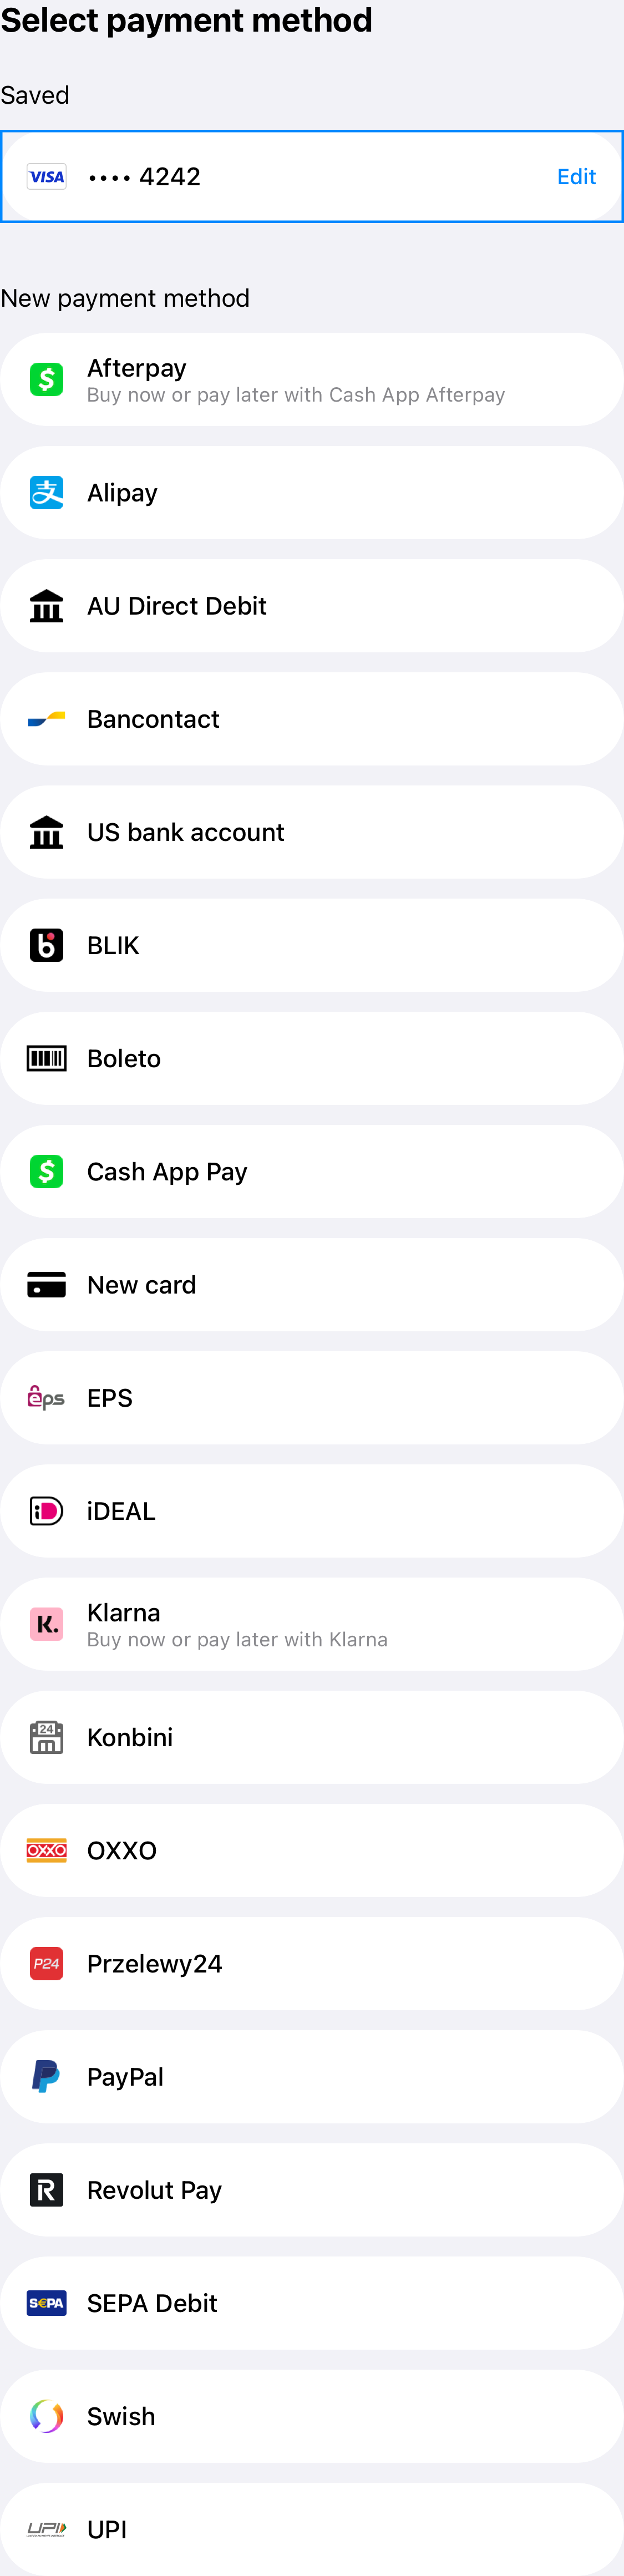 Select payment method
Saved
VISA •••• 4242 Edit
New payment method
Afterpay
Buy now or pay later with Cash App Afterpay
支 Alipay
AU Direct Debit
Bancontact
US bank account
b BLIK
Boleto
$ Cash App Pay
New card
eps EPS
iD iDEAL
Klarna
K.
Buy now or pay later with Klarna
24 Konbini
OXXO OXXO
P24 Przelewy24
P PayPal
R Revolut Pay
S€PA SEPA Debit
Swish
UPI UPI